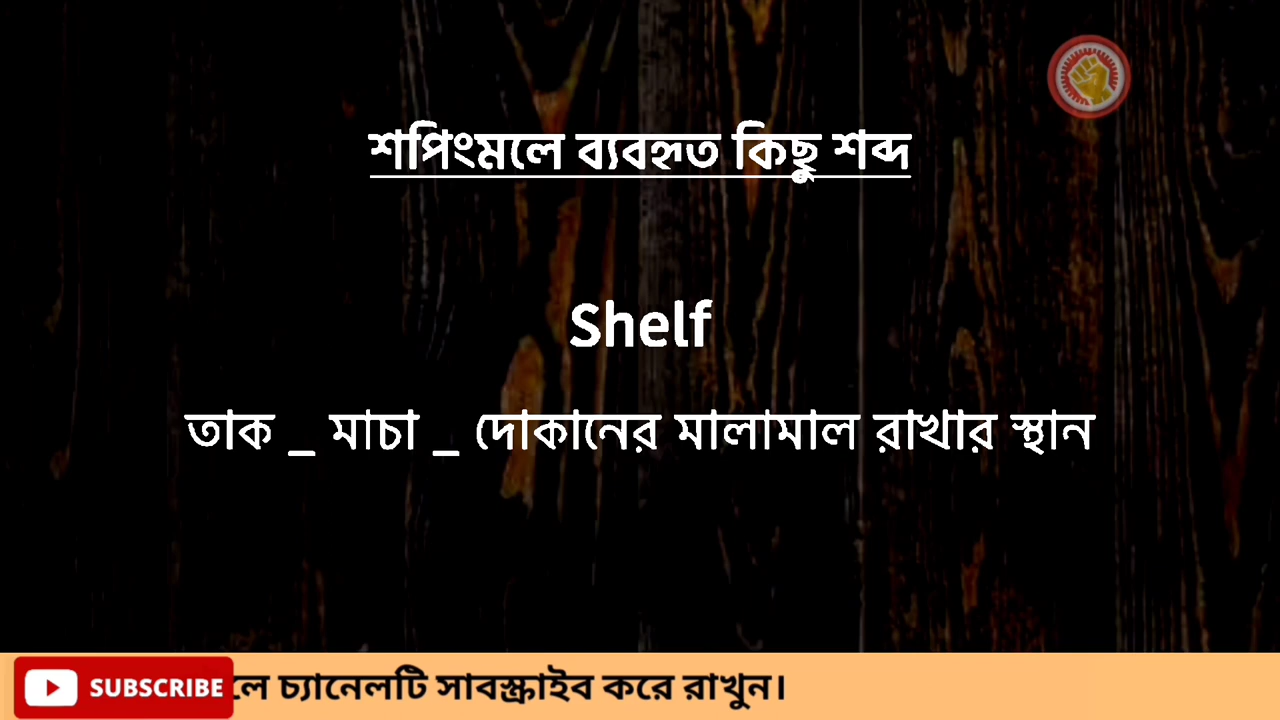 শপিংমলে ব্যবহৃত কিছু শব্দ
Shelf
তাক _ মাচা _ দোকানের মালামাল রাখার স্থান
SUBSCRIBE
চ্যানেলটি সাবস্ক্রাইব করে রাখুন।